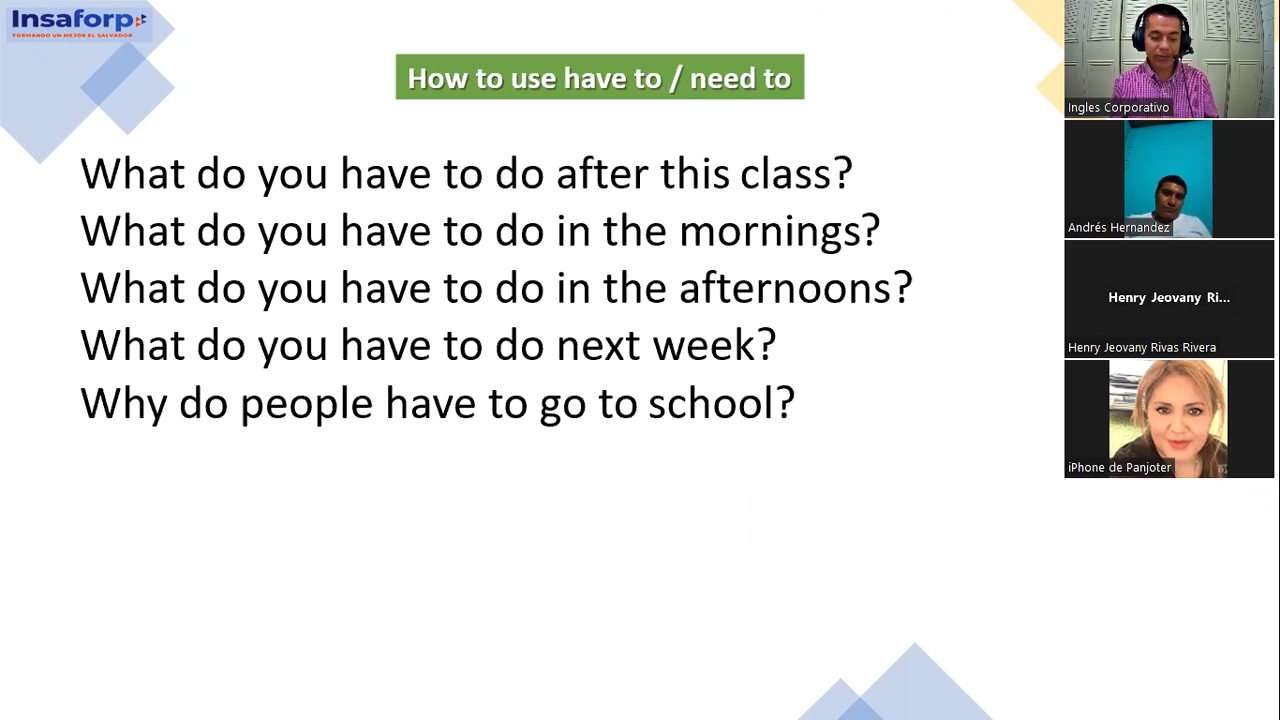 Insaforp
FORMANDO UN MEJOR EL SALVADOR
How to use have to / need to
What do you have to do after this class?
What do you have to do in the mornings?
What do you have to do in the afternoons?
What do you have to do next week?
Why do people have to go to school?
Ingles Corporativo
Andrés Hernandez
Henry Jeovany Ri...
Henry Jeovany Rivas Rivera
iPhone de Panjoter